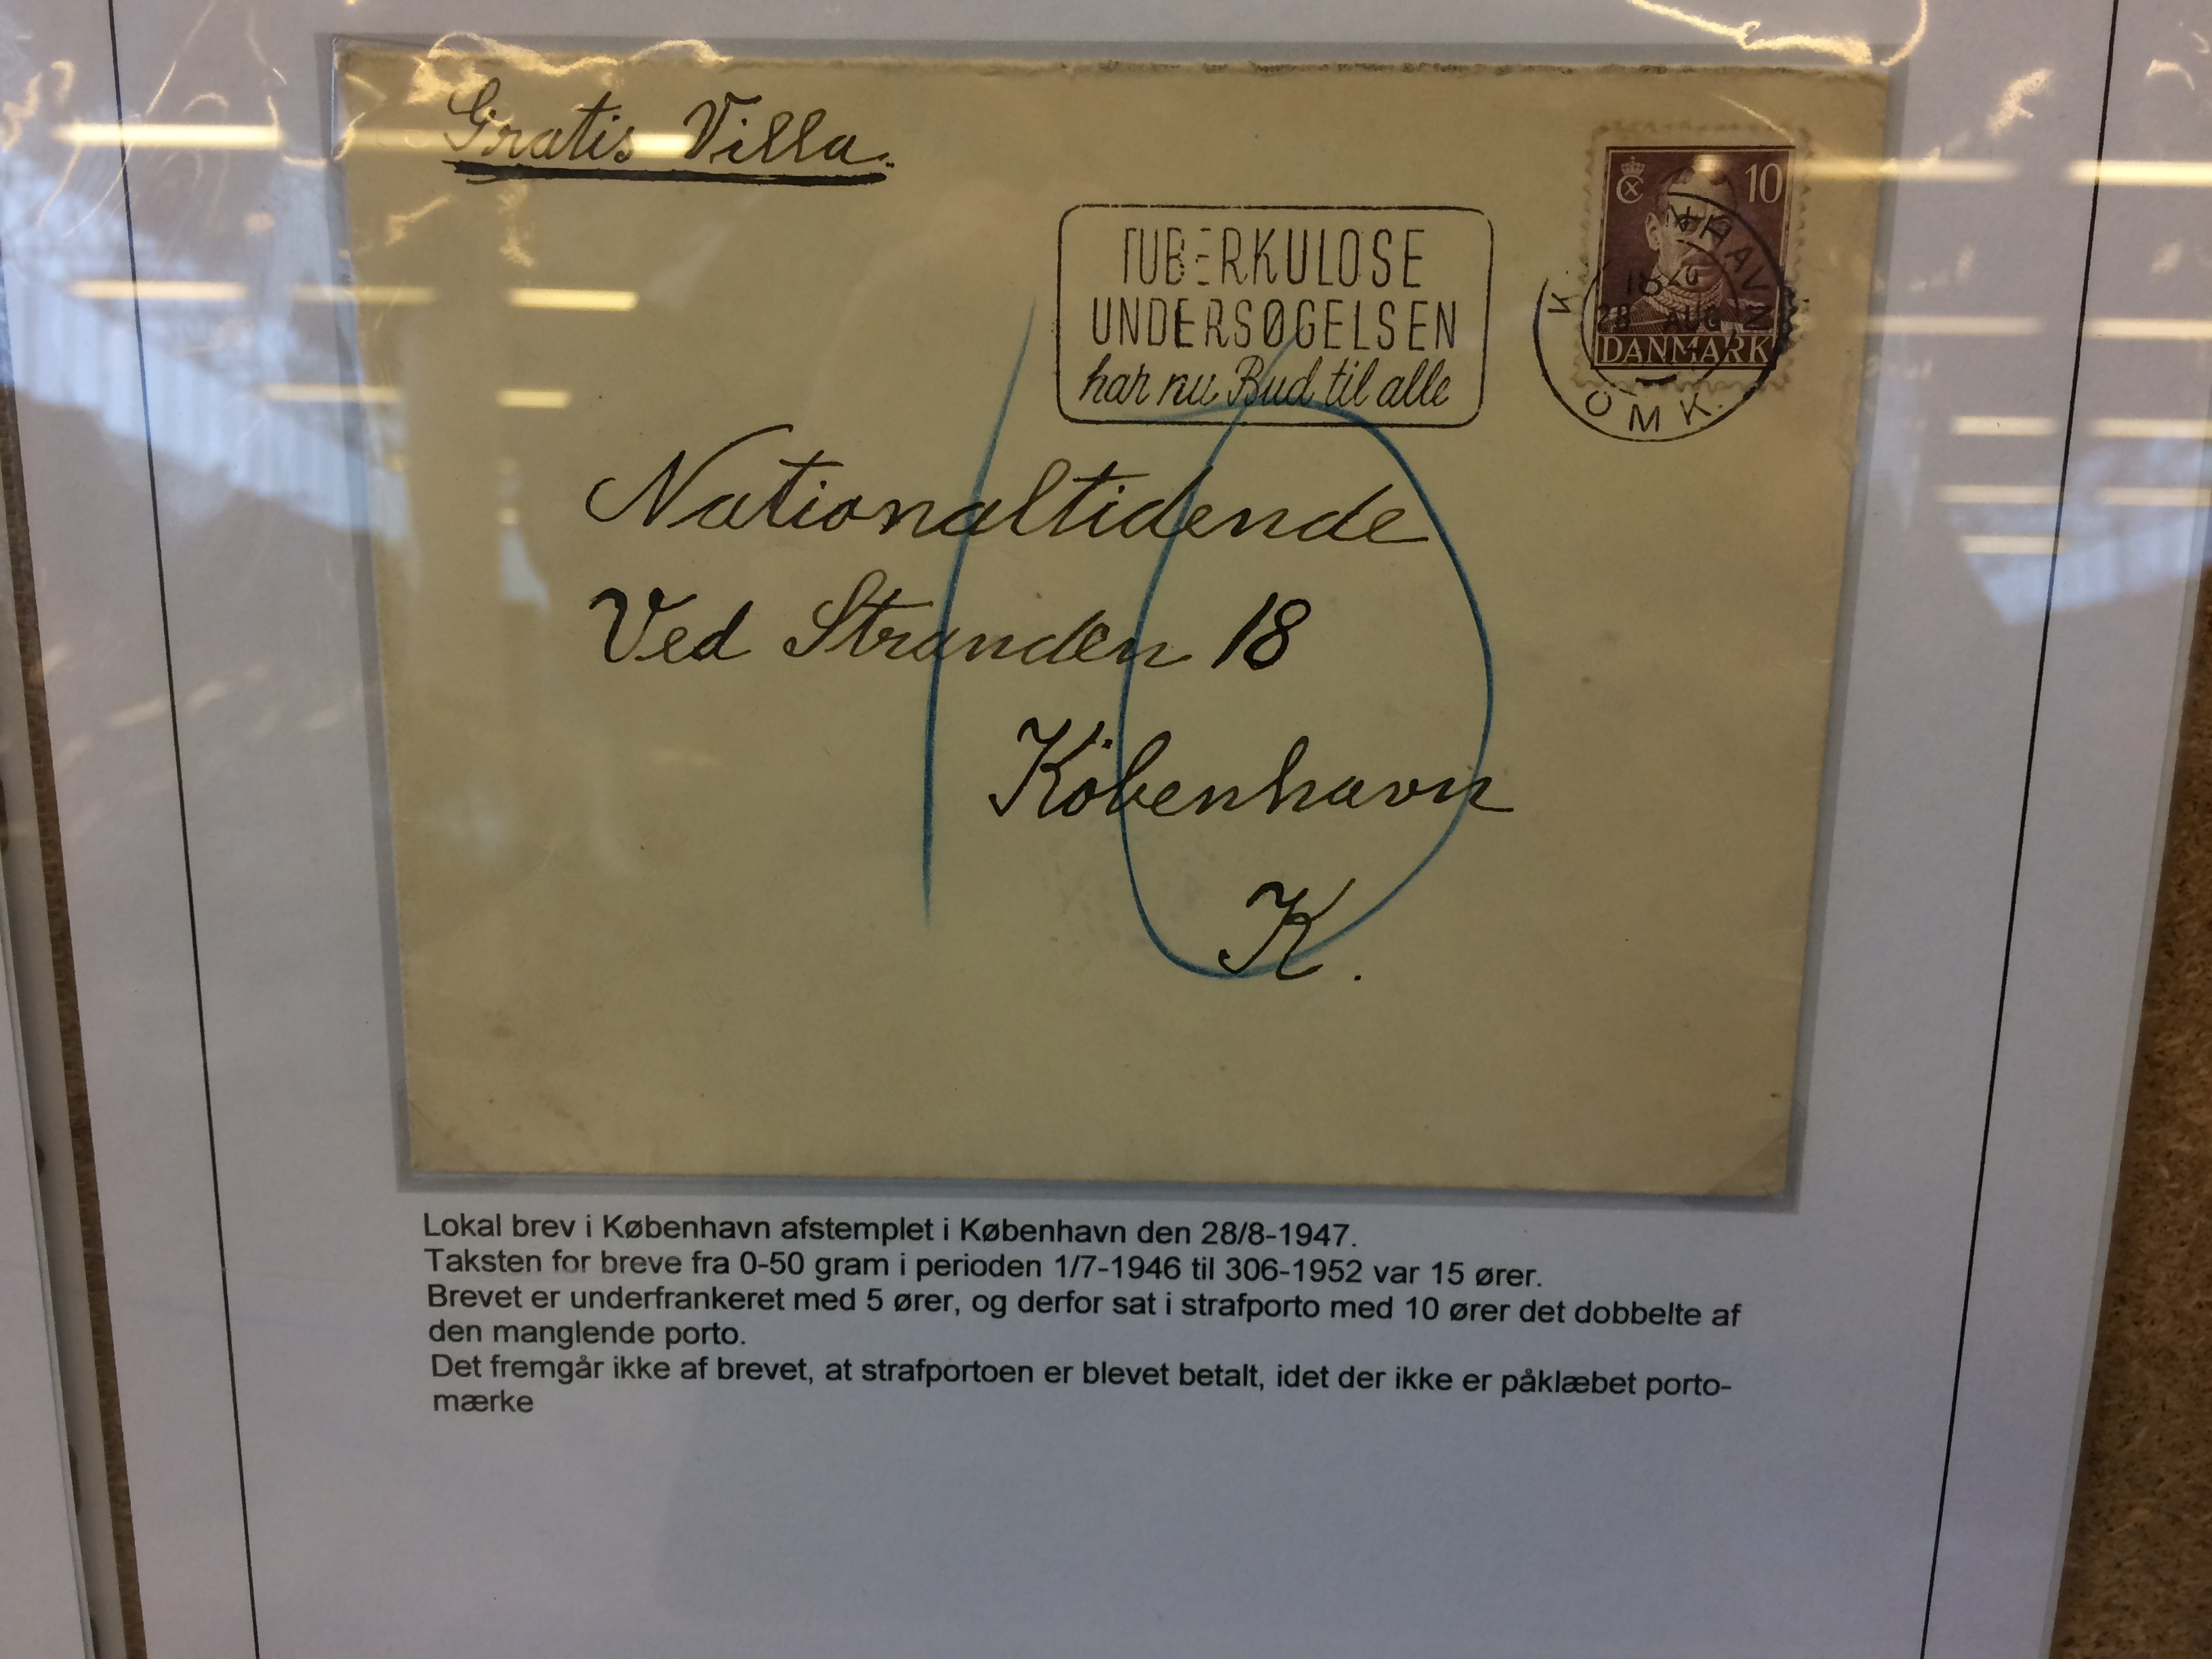 Gratis Villa.
TUBERKULOSE
UNDERSØGELSEN
har nu Bud til alle
10
DANMARK
KØBENHAVN
18
28 AUG
OMK.
Nationaltidende
Ved Stranden 18
København
K.
10
Lokal brev i København afstemplet i København den 28/8-1947.
Taksten for breve fra 0-50 gram i perioden 1/7-1946 til 306-1952 var 15 ører.
Brevet er underfrankeret med 5 ører, og derfor sat i strafporto med 10 ører det dobbelte af
den manglende porto.
Det fremgår ikke af brevet, at strafportoen er blevet betalt, idet der ikke er påklæbet porto-
mærke